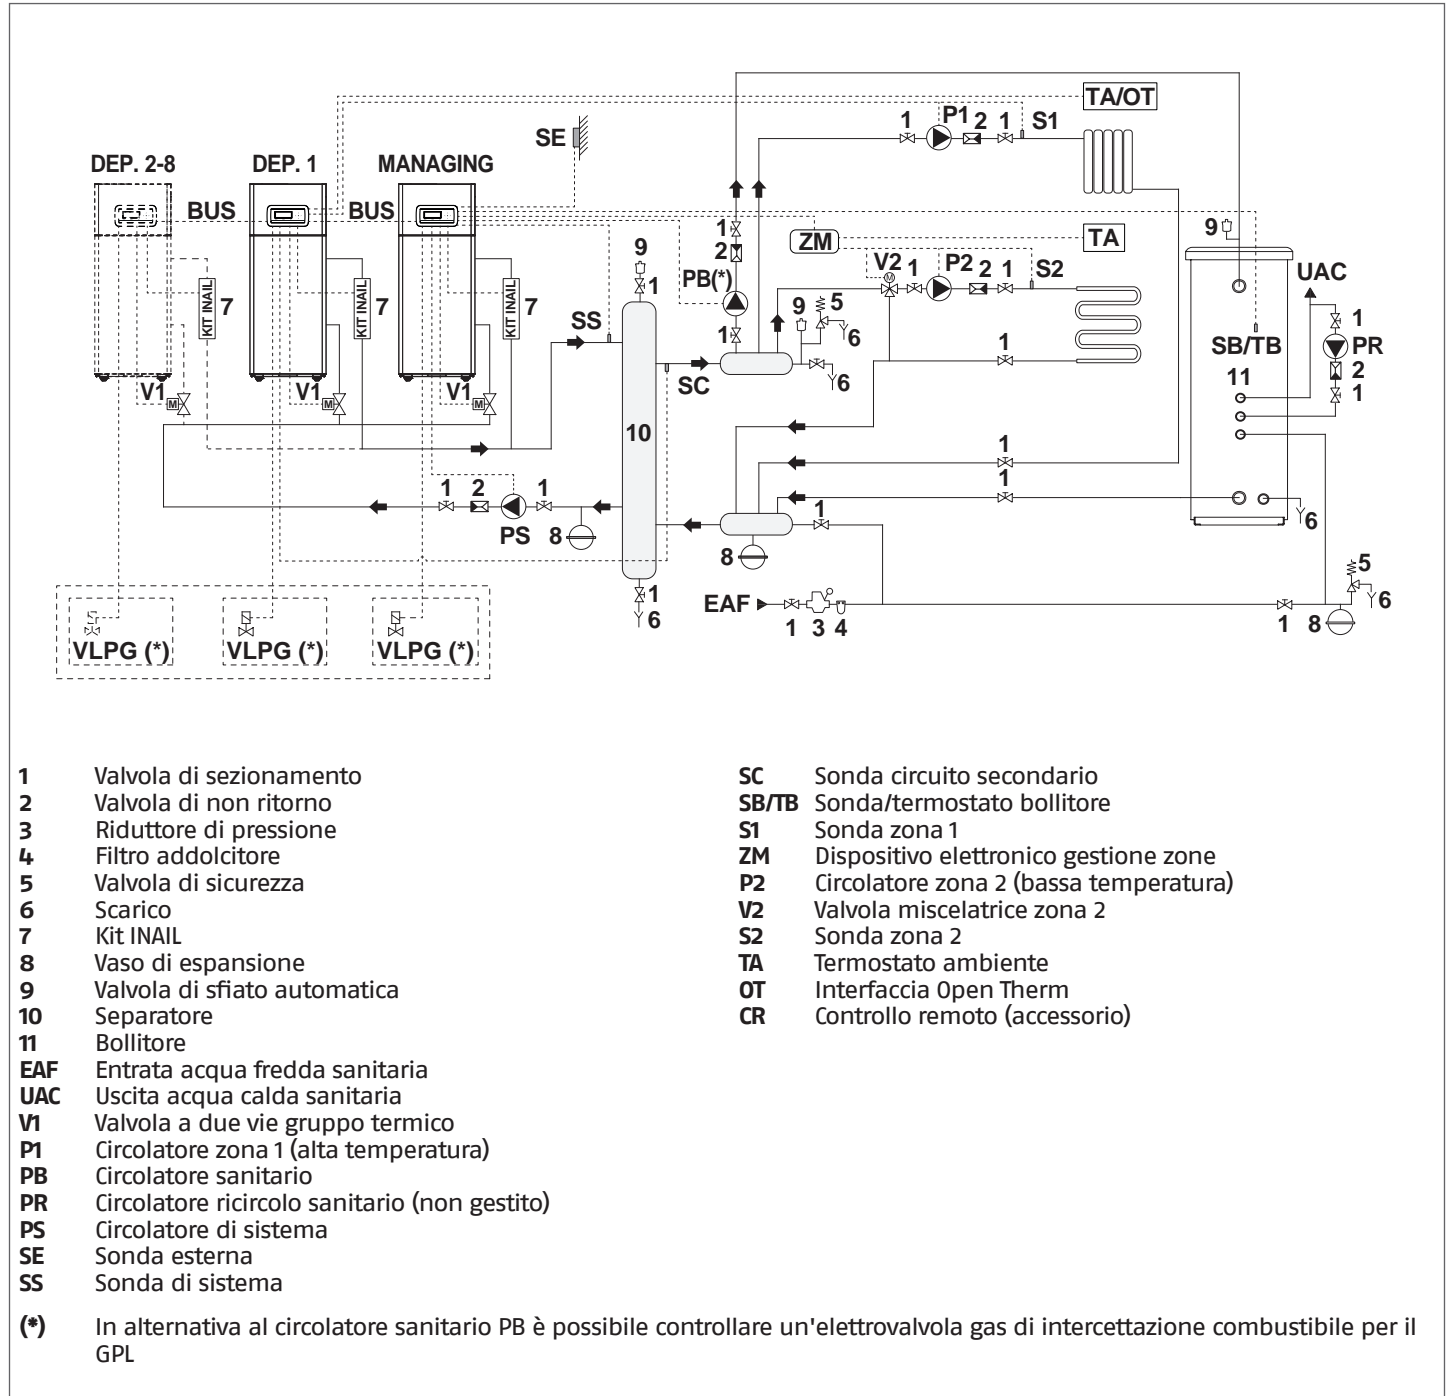 TA/OT
1 P1 2 1 S1
SE
DEP. 2-8 DEP. 1 MANAGING
BUS BUS
1
9
ZM TA
9 2
V2 1 P2 2 1 S2
UAC
PB(*)
1
KIT INAIL KIT INAIL KIT INAIL
7 7 7
9 5
SS
1 6
1
1
SB/TB PR
SC 6
V1 V1 V1
11 2
1
M M M
10
1
1
1 2 1
PS 8
1
6
8
5
EAF
1 3 4
1
6
1 8
6
VLPG (*) VLPG (*) VLPG (*)
1 Valvola di sezionamento
2 Valvola di non ritorno
3 Riduttore di pressione
4 Filtro addolcitore
5 Valvola di sicurezza
6 Scarico
7 Kit INAIL
8 Vaso di espansione
9 Valvola di sfiato automatica
10 Separatore
11 Bollitore
EAF Entrata acqua fredda sanitaria
UAC Uscita acqua calda sanitaria
V1 Valvola a due vie gruppo termico
P1 Circolatore zona 1 (alta temperatura)
PB Circolatore sanitario
PR Circolatore ricircolo sanitario (non gestito)
PS Circolatore di sistema
SE Sonda esterna
SS Sonda di sistema
SC Sonda circuito secondario
SB/TB Sonda/termostato bollitore
S1 Sonda zona 1
ZM Dispositivo elettronico gestione zone
P2 Circolatore zona 2 (bassa temperatura)
V2 Valvola miscelatrice zona 2
S2 Sonda zona 2
TA Termostato ambiente
OT Interfaccia Open Therm
CR Controllo remoto (accessorio)
(*) In alternativa al circolatore sanitario PB è possibile controllare un'elettrovalvola gas di intercettazione combustibile per il
GPL